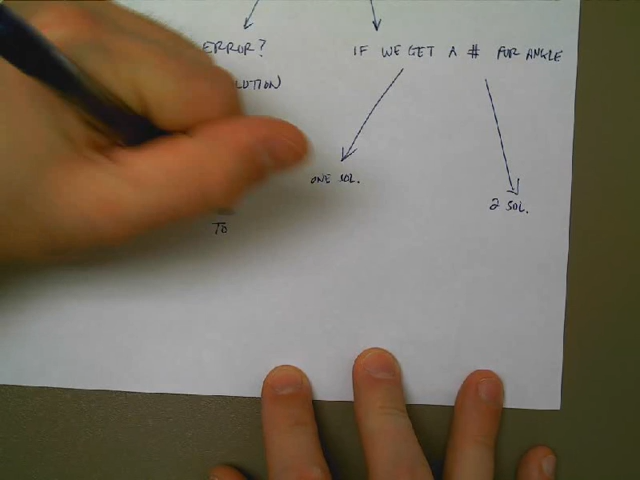 ERROR?
IF WE GET A # FOR ANGLE
ONE SOL.
2 SOL.
TO